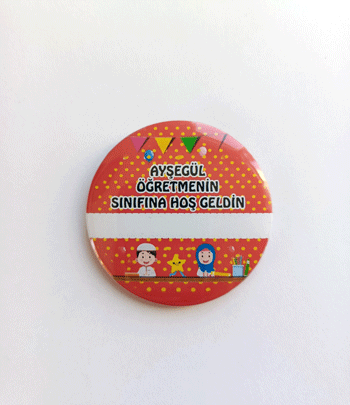 AYŞEGÜL
ÖĞRETMENİN
SINIFINA HOŞ GELDİN